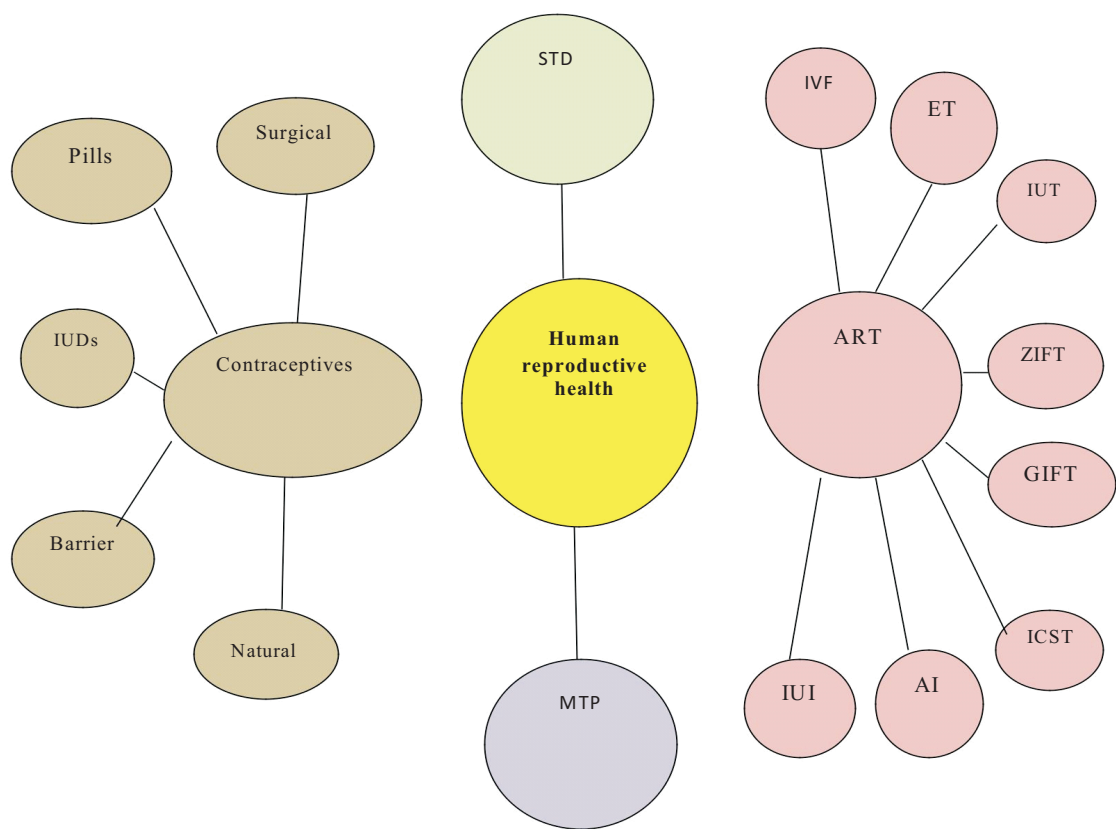 STD
IVF
ET
Surgical
Pills
IUT
IUDs
Contraceptives
Human
reproductive
health
ART
ZIFT
GIFT
Barrier
Natural
ICST
MTP
IUI
AI